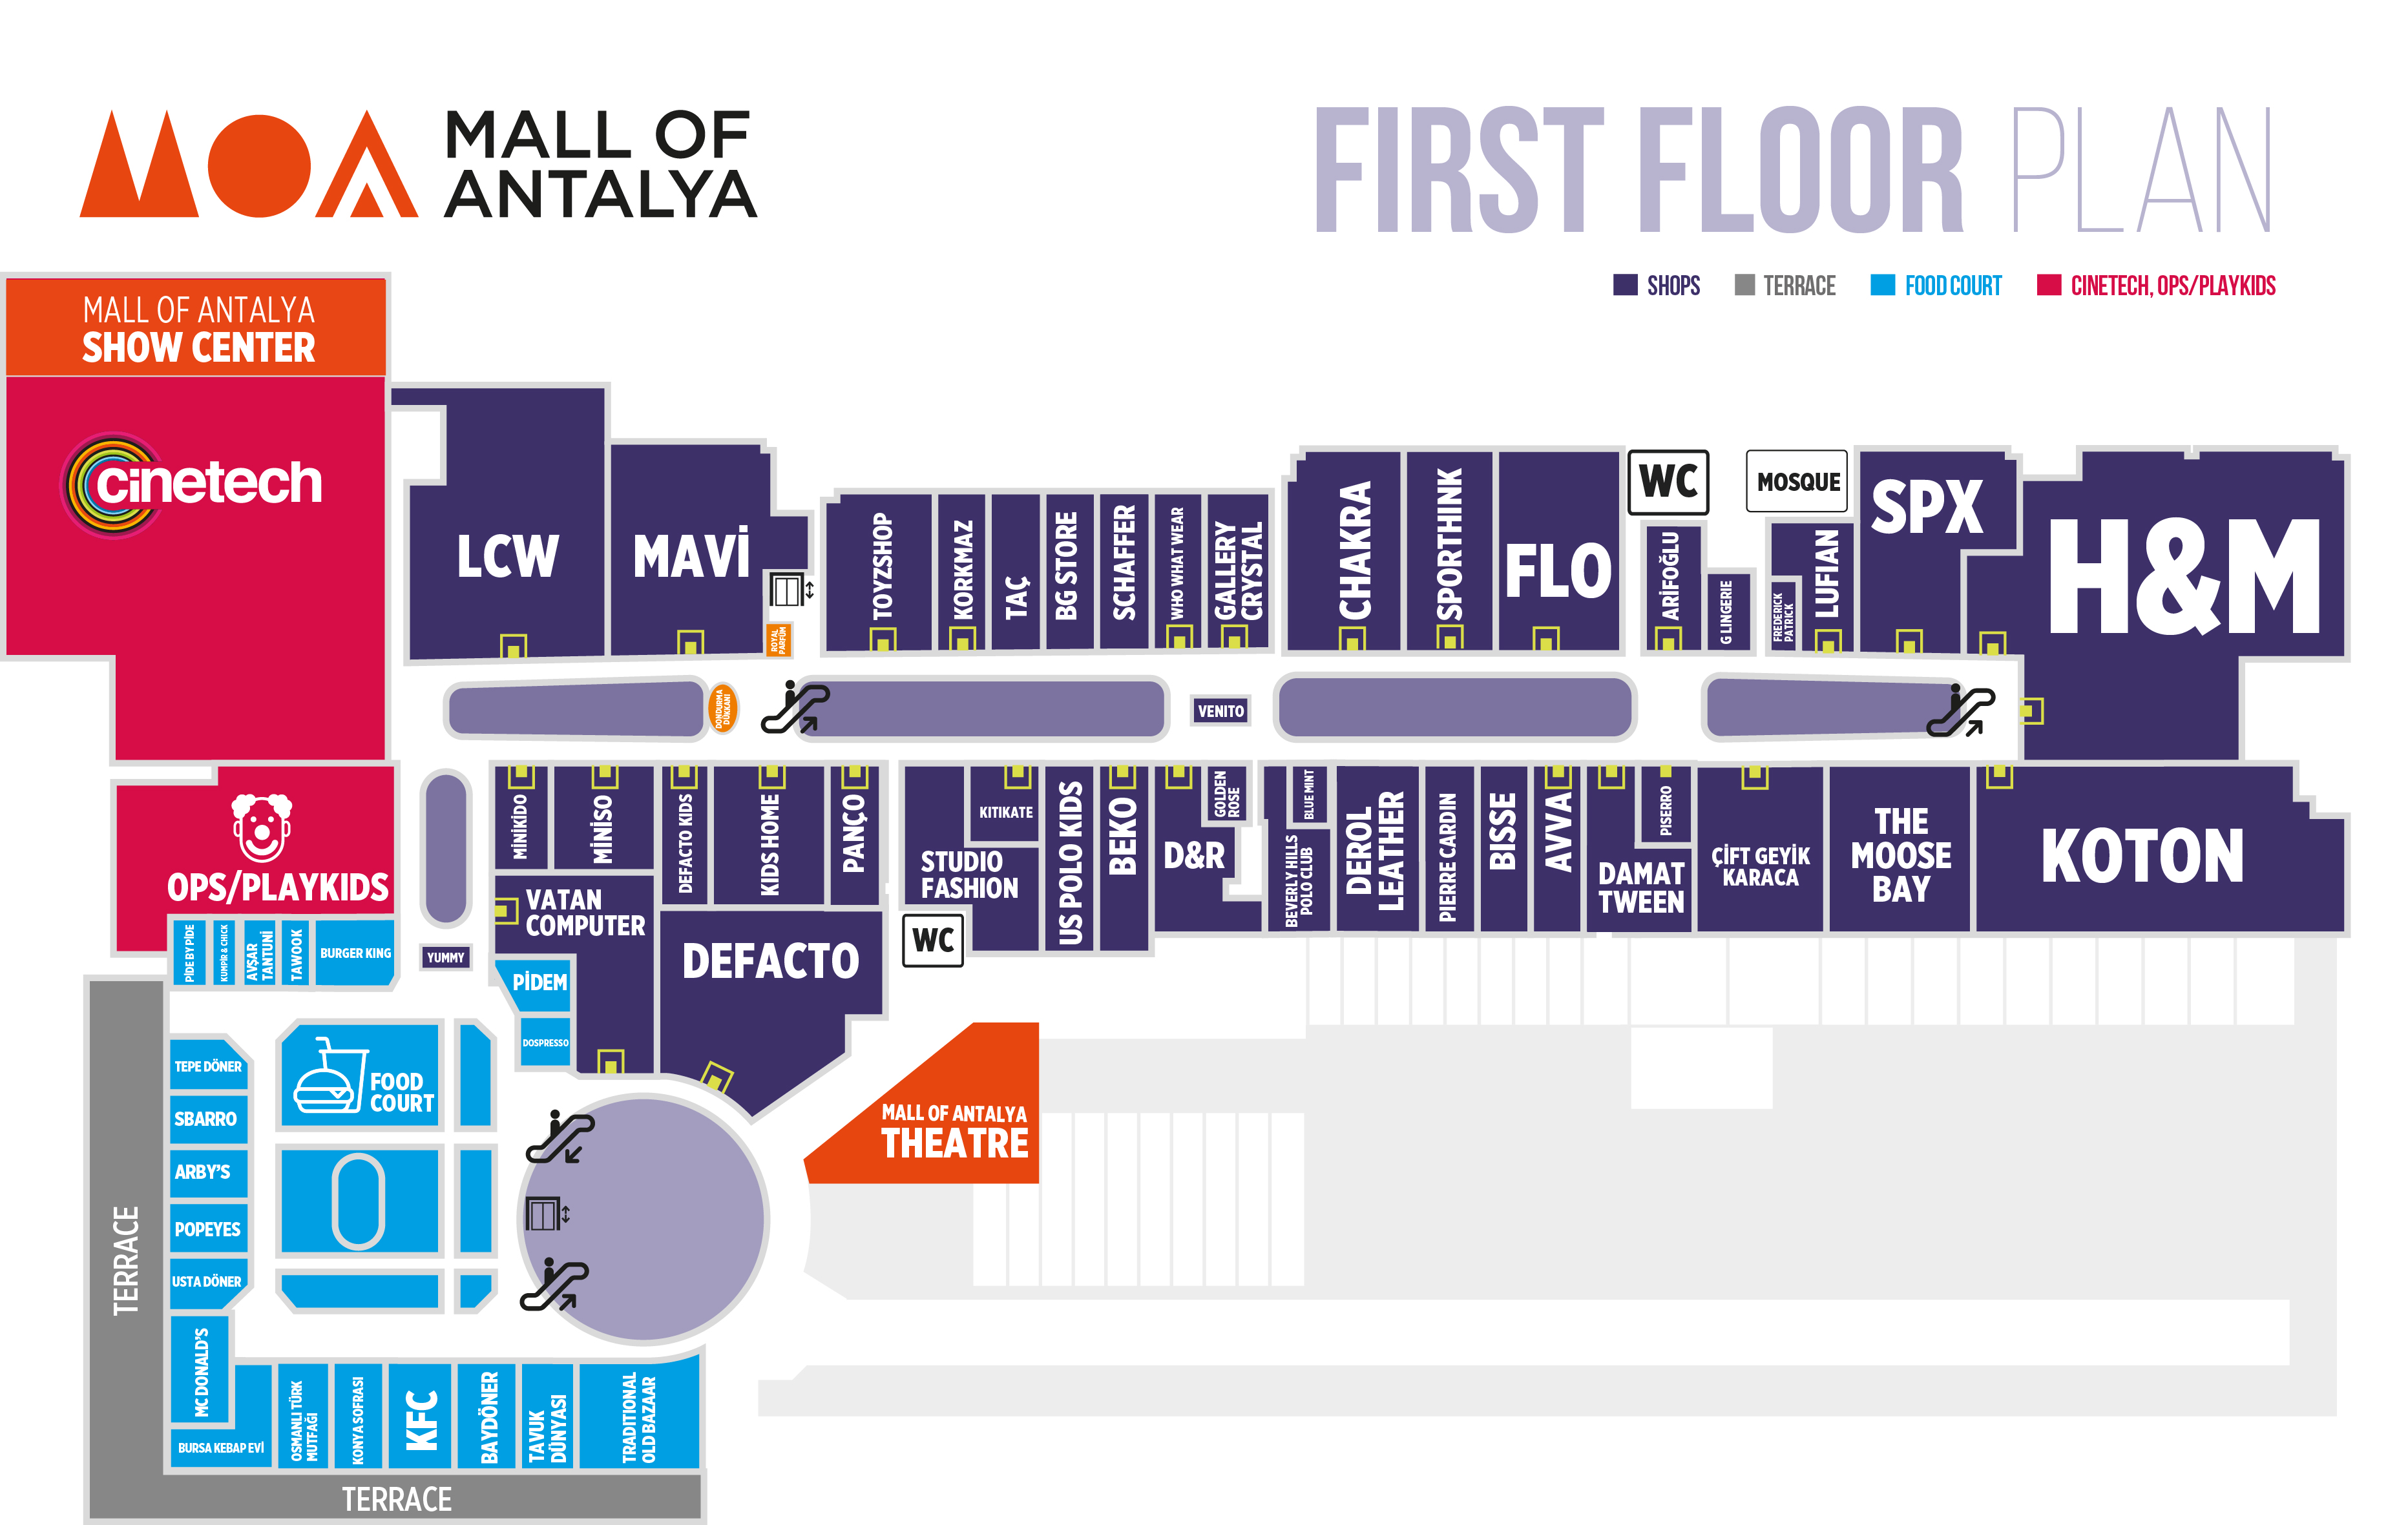 MALL OF
ANTALYA
FIRST FLOOR PLAN
SHOPS
TERRACE
FOOD COURT
CINETECH, OPS/PLAYKIDS
MALL OF ANTALYA
SHOW CENTER
cinetech
LCW
MAVİ
ROYAL
PARFÜM
TOYZSHOP
KORKMAZ
TAÇ
BG STORE
SCHAFFER
WHO WHAT WEAR
GALLERY
CRYSTAL
CHAKRA
SPORTHINK
FLO
WC
ARİFOĞLU
G LINGERIE
MOSQUE
FREDERICK
PATRICK
LUFIAN
SPX
H&M
DONDURMA
DÜKKANI
VENITO
OPS/PLAYKIDS
MİNİKİDO
MİNİSO
DEFACTO KIDS
KIDS HOME
PANÇO
VATAN
COMPUTER
DEFACTO
STUDIO
FASHION
KITIKATE
WC
US POLO KIDS
BEKO
D&R
GOLDEN
ROSE
BLUE MINT
BEVERLY HILLS
POLO CLUB
DEROL
LEATHER
PIERRE CARDIN
BISSE
AVVA
DAMAT
TWEEN
PISERRO
ÇİFT GEYİK
KARACA
THE
MOOSE
BAY
KOTON
PİDE BY PİDE
KUMPİR & CHICK
AVŞAR
TANTUNİ
TAWOOK
BURGER KING
YUMMY
PİDEM
DOSPRESSO
TEPE DÖNER
SBARRO
ARBY'S
POPEYES
USTA DÖNER
FOOD
COURT
MALL OF ANTALYA
THEATRE
TERRACE
MC DONALD'S
BURSA KEBAP EVİ
OSMANLI TÜRK
MUTFAĞI
KONYA SOFRASI
KFC
BAYDÖNER
TAVUK
DÜNYASI
TRADITIONAL
OLD BAZAAR
TERRACE